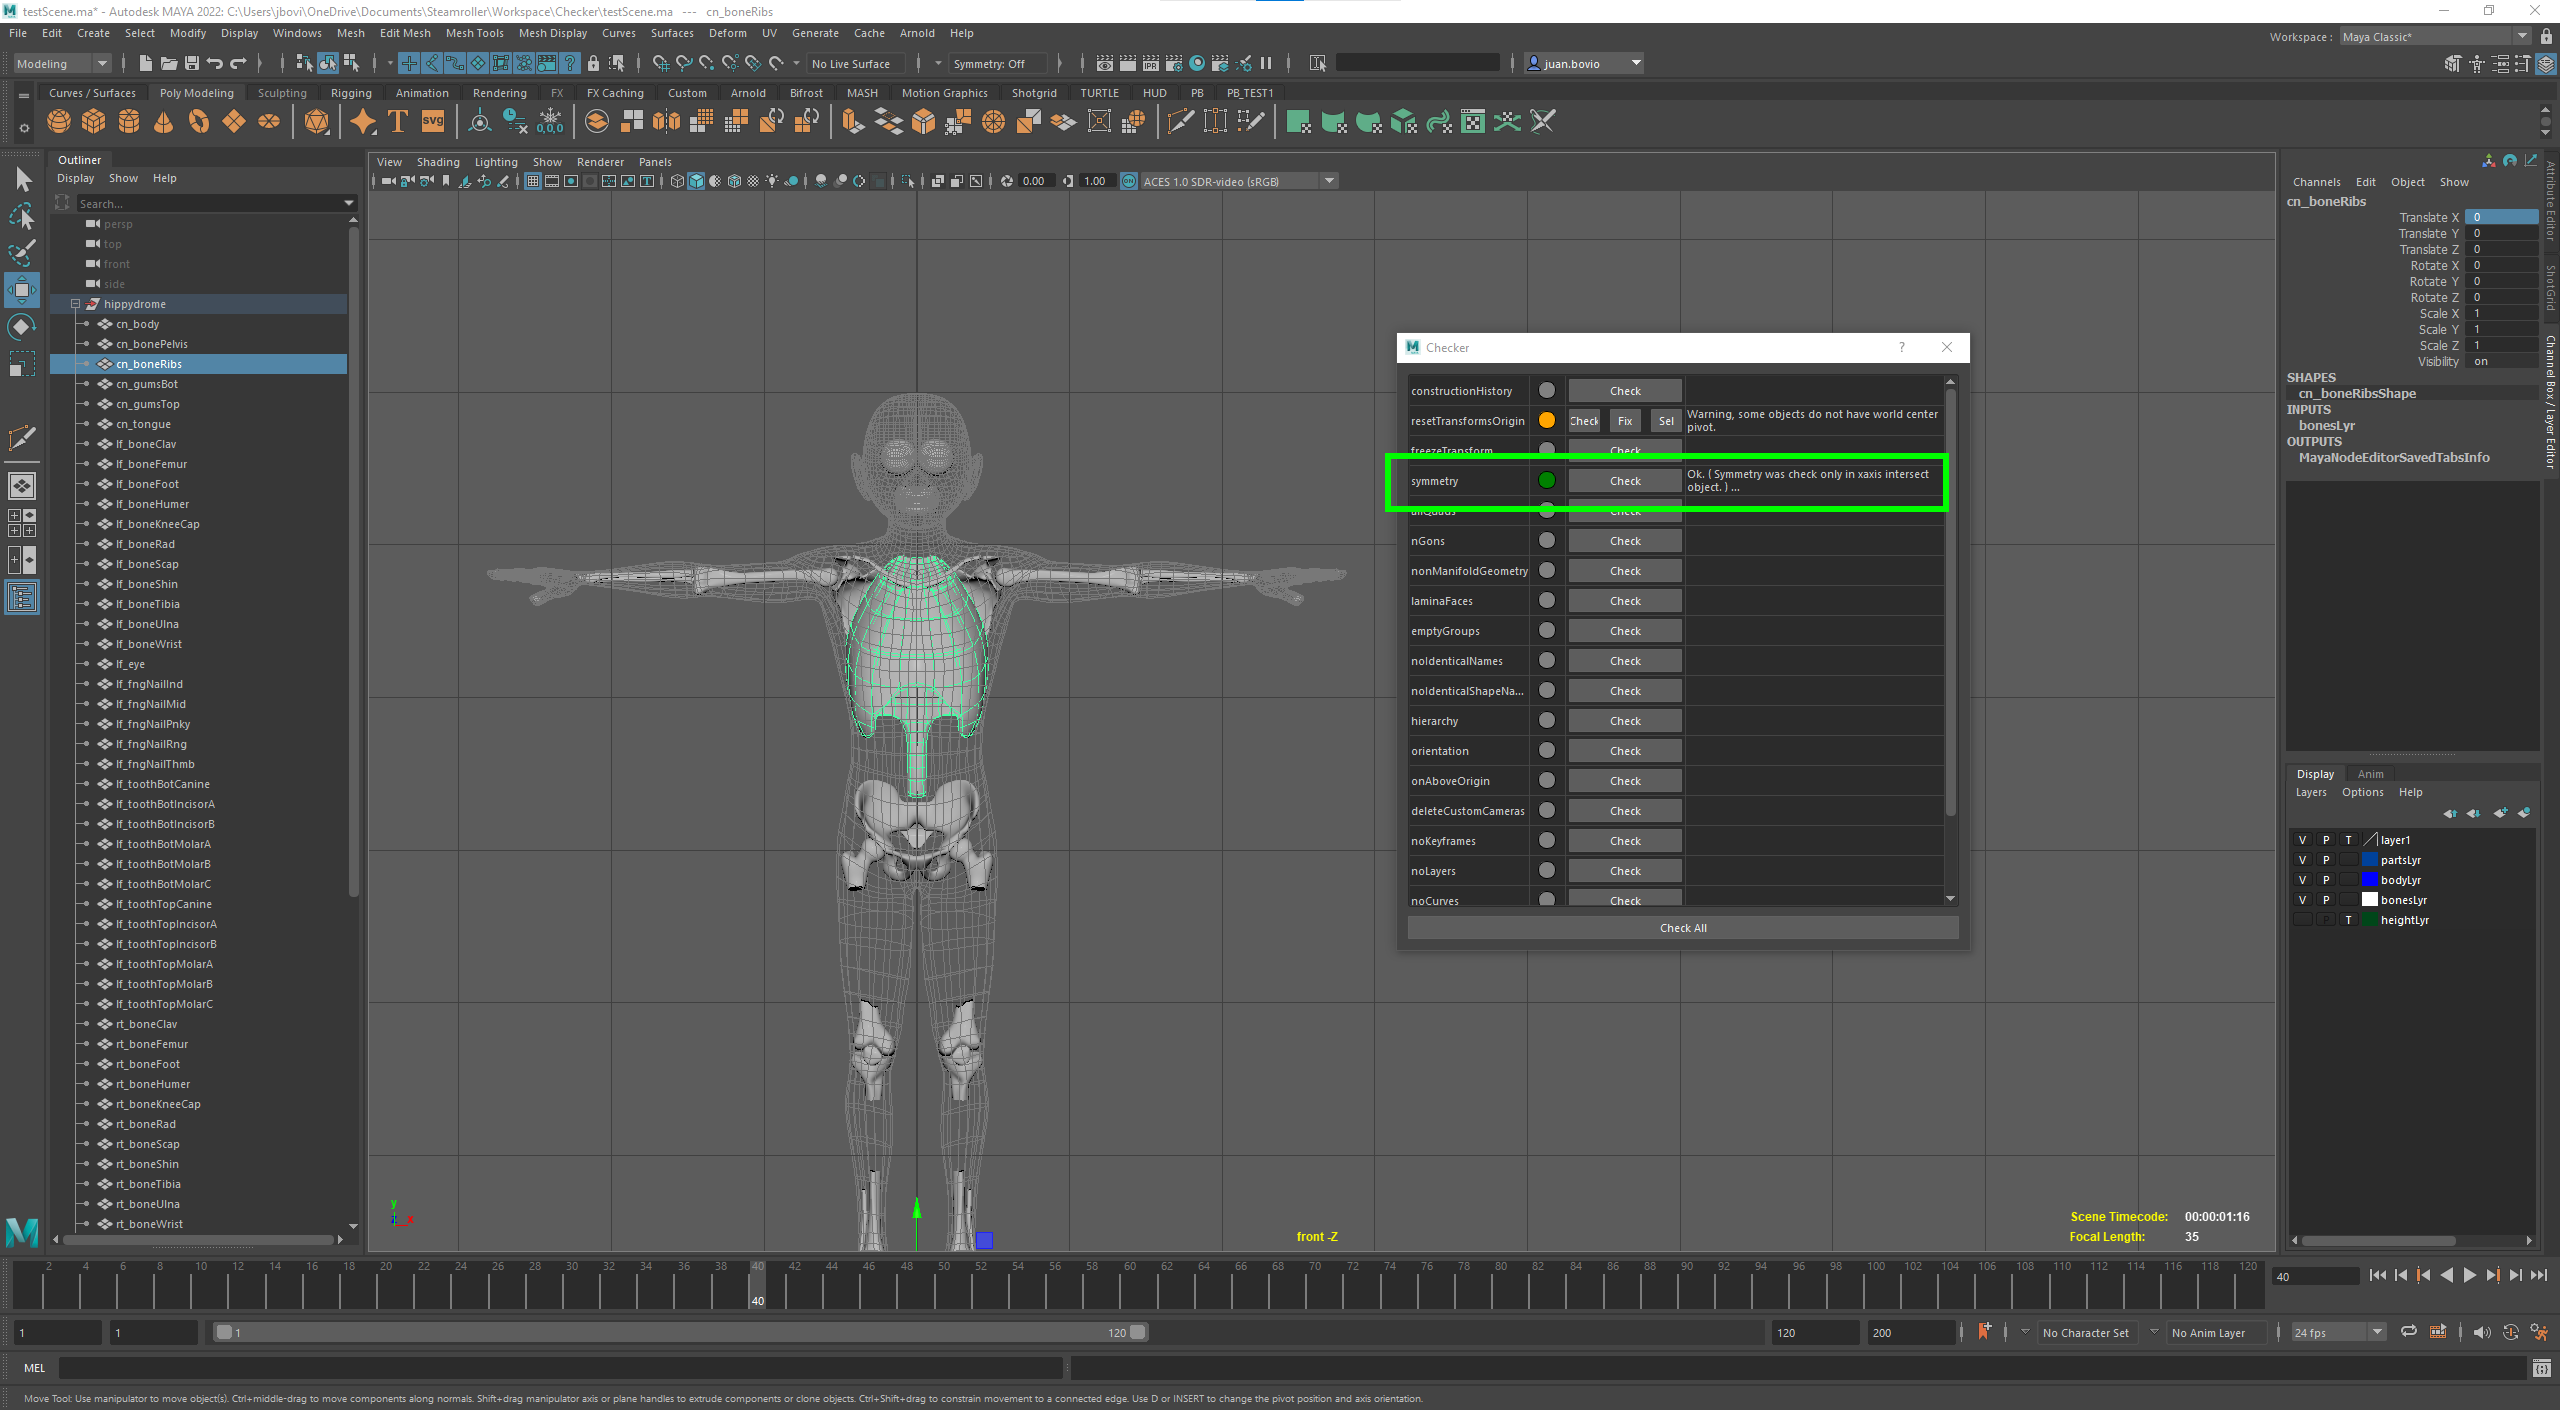 testScene.ma* - Autodesk MAYA 2022: C:\Users\jbovi\OneDrive\Documents\Steamroller\Workspace\Checker\testScene.ma --- cn_boneRibs
File Edit Create Select Modify Display Windows Mesh Edit Mesh Mesh Tools Mesh Display Curves Surfaces Deform UV Generate Cache Arnold Help
Workspace : Maya Classic*
Modeling No Live Surface Symmetry: Off juan.bovio
Curves / Surfaces Poly Modeling Sculpting Rigging Animation Rendering FX FX Caching Custom Arnold Bifrost MASH Motion Graphics Shotgrid TURTLE HUD PB PB_TEST1
T svg 0,0,0
Outliner
Display Show Help
Search...
persp
top
front
side
hippydrome
cn_body
cn_bonePelvis
cn_boneRibs
cn_gumsBot
cn_gumsTop
cn_tongue
lf_boneClav
lf_boneFemur
lf_boneFoot
lf_boneHumer
lf_boneKneeCap
lf_boneRad
lf_boneScap
lf_boneShin
lf_boneTibia
lf_boneUlna
lf_boneWrist
lf_eye
lf_fngNailInd
lf_fngNailMid
lf_fngNailPnky
lf_fngNailRng
lf_fngNailThmb
lf_toothBotCanine
lf_toothBotIncisorA
lf_toothBotIncisorB
lf_toothBotMolarA
lf_toothBotMolarB
lf_toothBotMolarC
lf_toothTopCanine
lf_toothTopIncisorA
lf_toothTopIncisorB
lf_toothTopMolarA
lf_toothTopMolarB
lf_toothTopMolarC
rt_boneClav
rt_boneFemur
rt_boneFoot
rt_boneHumer
rt_boneKneeCap
rt_boneRad
rt_boneScap
rt_boneShin
rt_boneTibia
rt_boneUlna
rt_boneWrist
View Shading Lighting Show Renderer Panels
0.00 1.00 ACES 1.0 SDR-video (sRGB)
y
z x
front -Z
Scene Timecode: 00:00:01:16
Focal Length: 35
Checker ?
constructionHistory Check
resetTransformsOrigin Check Fix Sel Warning, some objects do not have world center
pivot.
freezeTransform Check
symmetry Check Ok. ( Symmetry was check only in xaxis intersect
object. ) ...
allQuads Check
nGons Check
nonManifoldGeometry Check
laminaFaces Check
emptyGroups Check
noIdenticalNames Check
noIdenticalShapeNa... Check
hierarchy Check
orientation Check
onAboveOrigin Check
deleteCustomCameras Check
noKeyframes Check
noLayers Check
noCurves Check
Check All
Channels Edit Object Show
cn_boneRibs
Translate X 0
Translate Y 0
Translate Z 0
Rotate X 0
Rotate Y 0
Rotate Z 0
Scale X 1
Scale Y 1
Scale Z 1
Visibility on
SHAPES
cn_boneRibsShape
INPUTS
bonesLyr
OUTPUTS
MayaNodeEditorSavedTabsInfo
Attribute Editor
ShotGrid
Channel Box / Layer Editor
Display Anim
Layers Options Help
V P T layer1
V P partsLyr
V P bodyLyr
V P bonesLyr
P T heightLyr
2 4 6 8 10 12 14 16 18 20 22 24 26 28 30 32 34 36 38 40 42 44 46 48 50 52 54 56 58 60 62 64 66 68 70 72 74 76 78 80 82 84 86 88 90 92 94 96 98 100 102 104 106 108 110 112 114 116 118 120
40 40
1 1 1 120 120 200 No Character Set No Anim Layer 24 fps
MEL
Move Tool: Use manipulator to move object(s). Ctrl+middle-drag to move components along normals. Shift+drag manipulator axis or plane handles to extrude components or clone objects. Ctrl+Shift+drag to constrain movement to a connected edge. Use D or INSERT to change the pivot position and axis orientation.